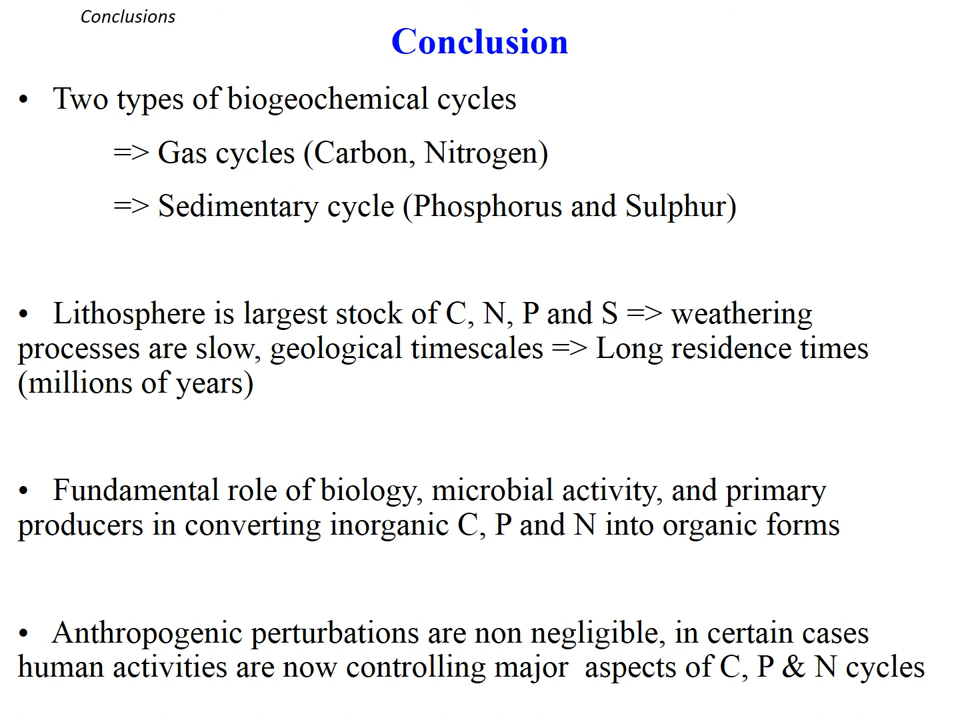 Conclusions
Conclusion
• Two types of biogeochemical cycles
=> Gas cycles (Carbon, Nitrogen)
=> Sedimentary cycle (Phosphorus and Sulphur)
• Lithosphere is largest stock of C, N, P and S => weathering
processes are slow, geological timescales => Long residence times
(millions of years)
• Fundamental role of biology, microbial activity, and primary
producers in converting inorganic C, P and N into organic forms
• Anthropogenic perturbations are non negligible, in certain cases
human activities are now controlling major aspects of C, P & N cycles